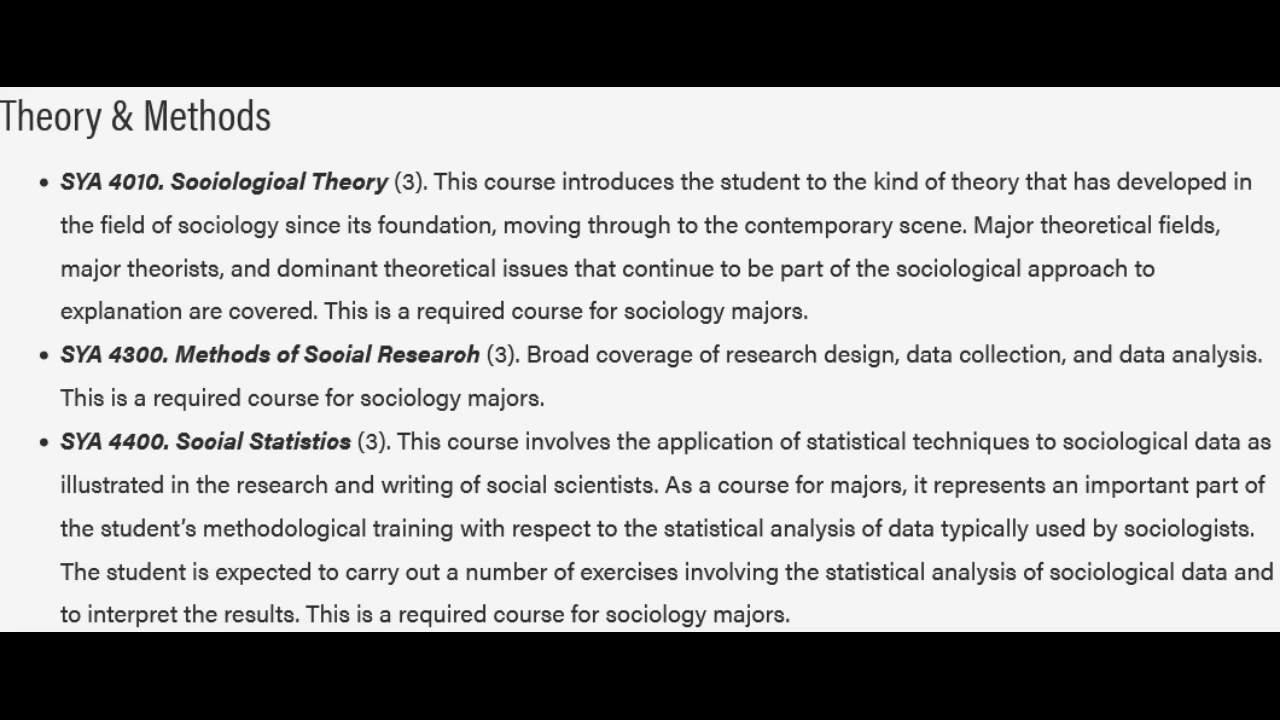 Theory & Methods
• SYA 4010. Sociological Theory (3). This course introduces the student to the kind of theory that has developed in
the field of sociology since its foundation, moving through to the contemporary scene. Major theoretical fields,
major theorists, and dominant theoretical issues that continue to be part of the sociological approach to
explanation are covered. This is a required course for sociology majors.
• SYA 4300. Methods of Social Research (3). Broad coverage of research design, data collection, and data analysis.
This is a required course for sociology majors.
• SYA 4400. Social Statistics (3). This course involves the application of statistical techniques to sociological data as
illustrated in the research and writing of social scientists. As a course for majors, it represents an important part of
the student’s methodological training with respect to the statistical analysis of data typically used by sociologists.
The student is expected to carry out a number of exercises involving the statistical analysis of sociological data and
to interpret the results. This is a required course for sociology majors.